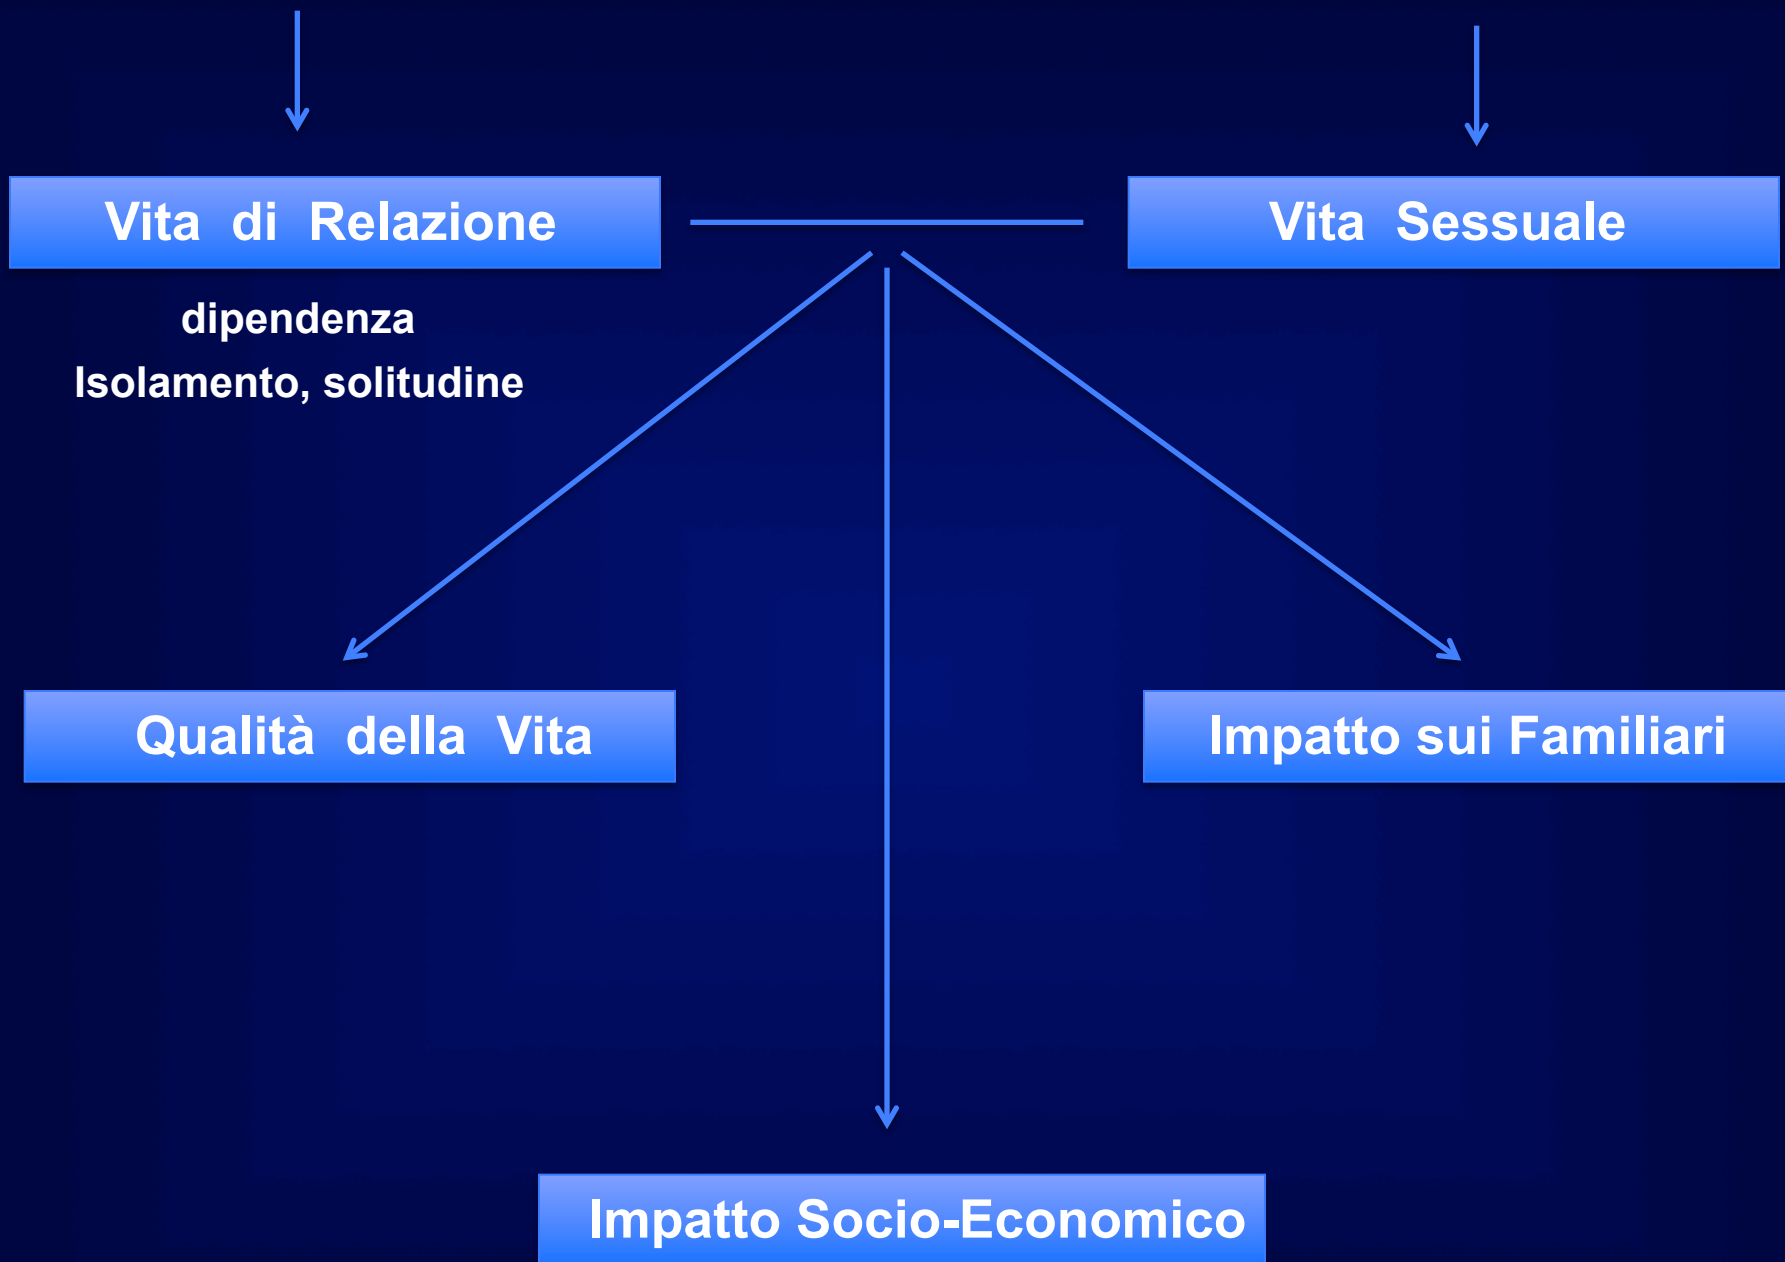 Vita di Relazione
Vita Sessuale
dipendenza
Isolamento, solitudine
Qualità della Vita
Impatto sui Familiari
Impatto Socio-Economico